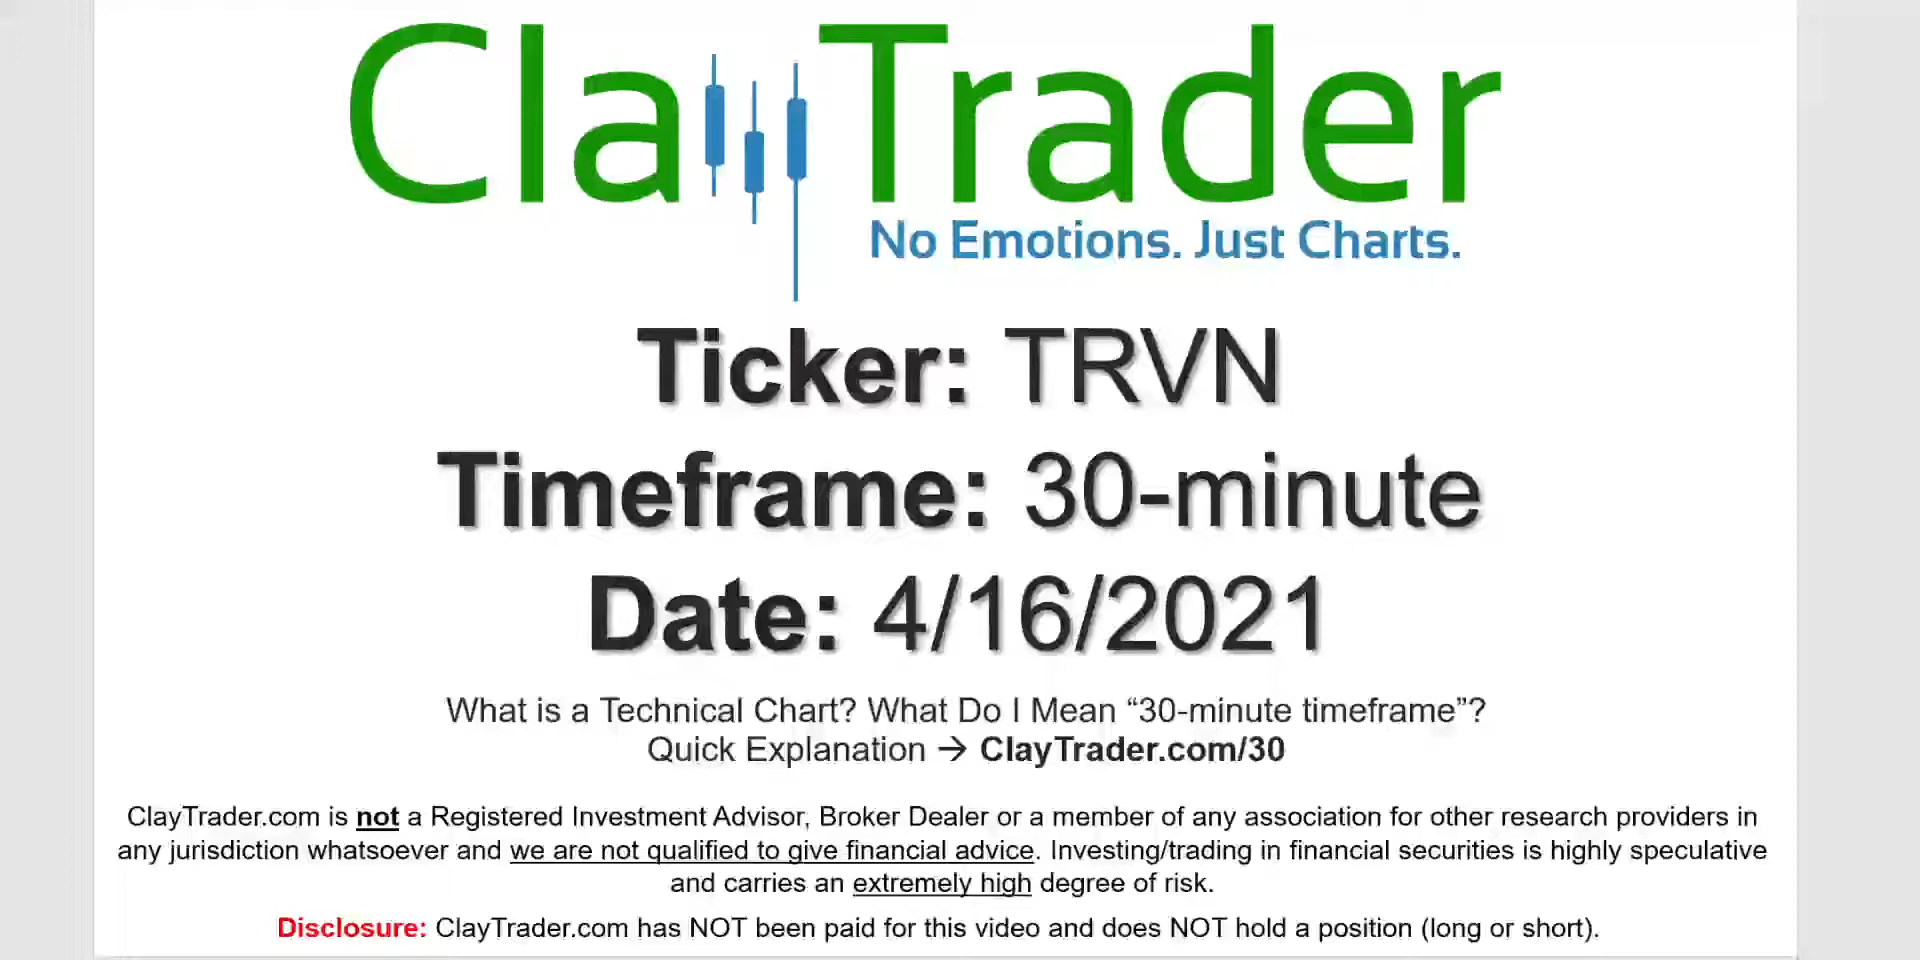 ClayTrader
No Emotions. Just Charts.
Ticker: TRVN
Timeframe: 30-minute
Date: 4/16/2021
What is a Technical Chart? What Do I Mean “30-minute timeframe”?
Quick Explanation → ClayTrader.com/30
ClayTrader.com is not a Registered Investment Advisor, Broker Dealer or a member of any association for other research providers in
any jurisdiction whatsoever and we are not qualified to give financial advice. Investing/trading in financial securities is highly speculative
and carries an extremely high degree of risk.
Disclosure: ClayTrader.com has NOT been paid for this video and does NOT hold a position (long or short).